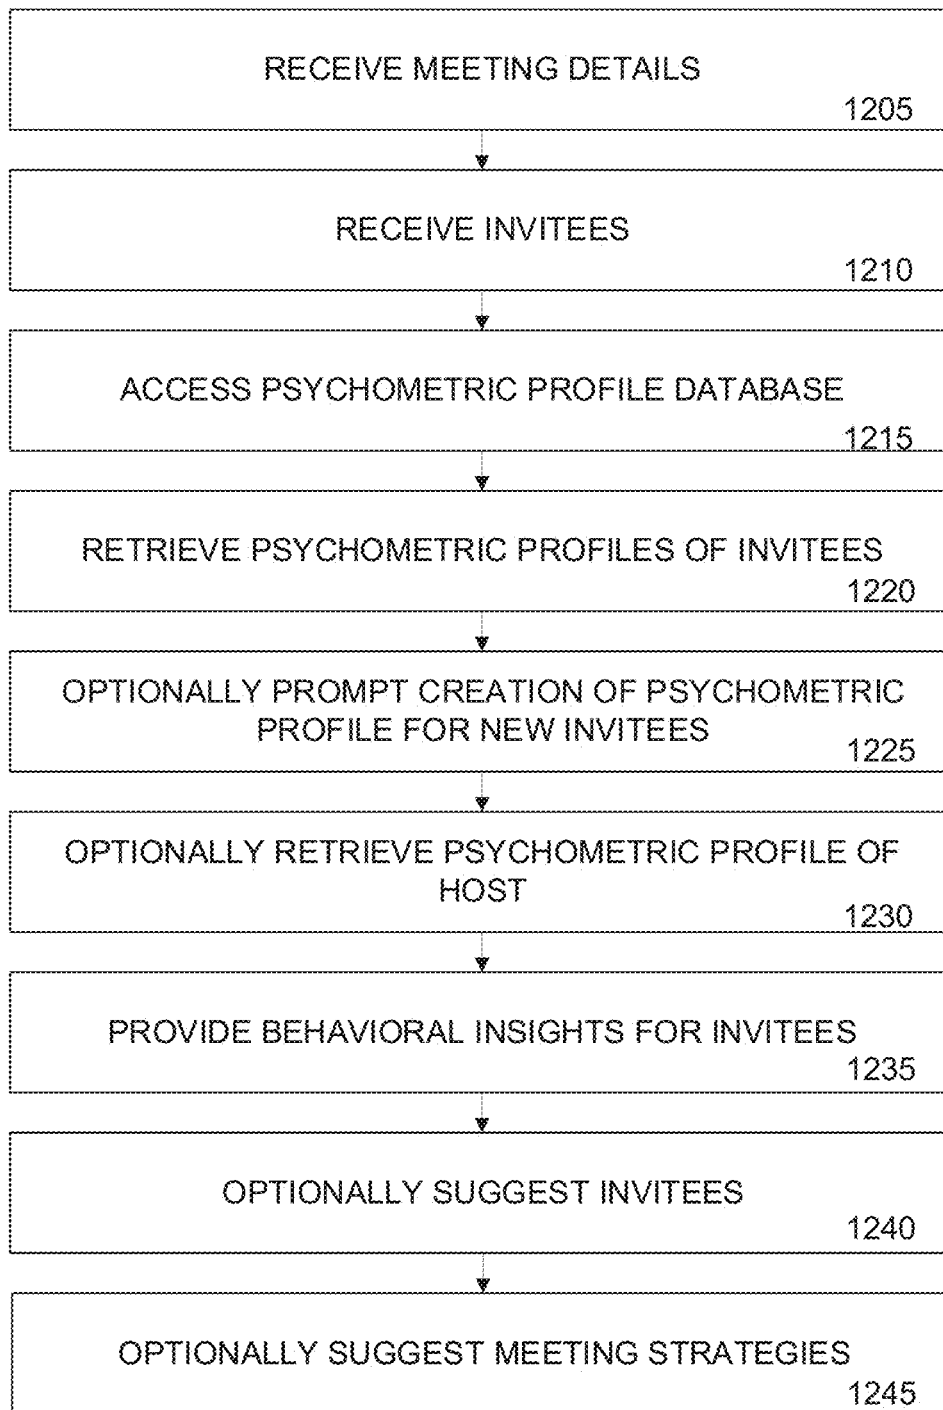 RECEIVE MEETING DETAILS
1205
RECEIVE INVITEES
1210
ACCESS PSYCHOMETRIC PROFILE DATABASE
1215
RETRIEVE PSYCHOMETRIC PROFILES OF INVITEES
1220
OPTIONALLY PROMPT CREATION OF PSYCHOMETRIC
PROFILE FOR NEW INVITEES
1225
OPTIONALLY RETRIEVE PSYCHOMETRIC PROFILE OF
HOST
1230
PROVIDE BEHAVIORAL INSIGHTS FOR INVITEES
1235
OPTIONALLY SUGGEST INVITEES
1240
OPTIONALLY SUGGEST MEETING STRATEGIES
1245